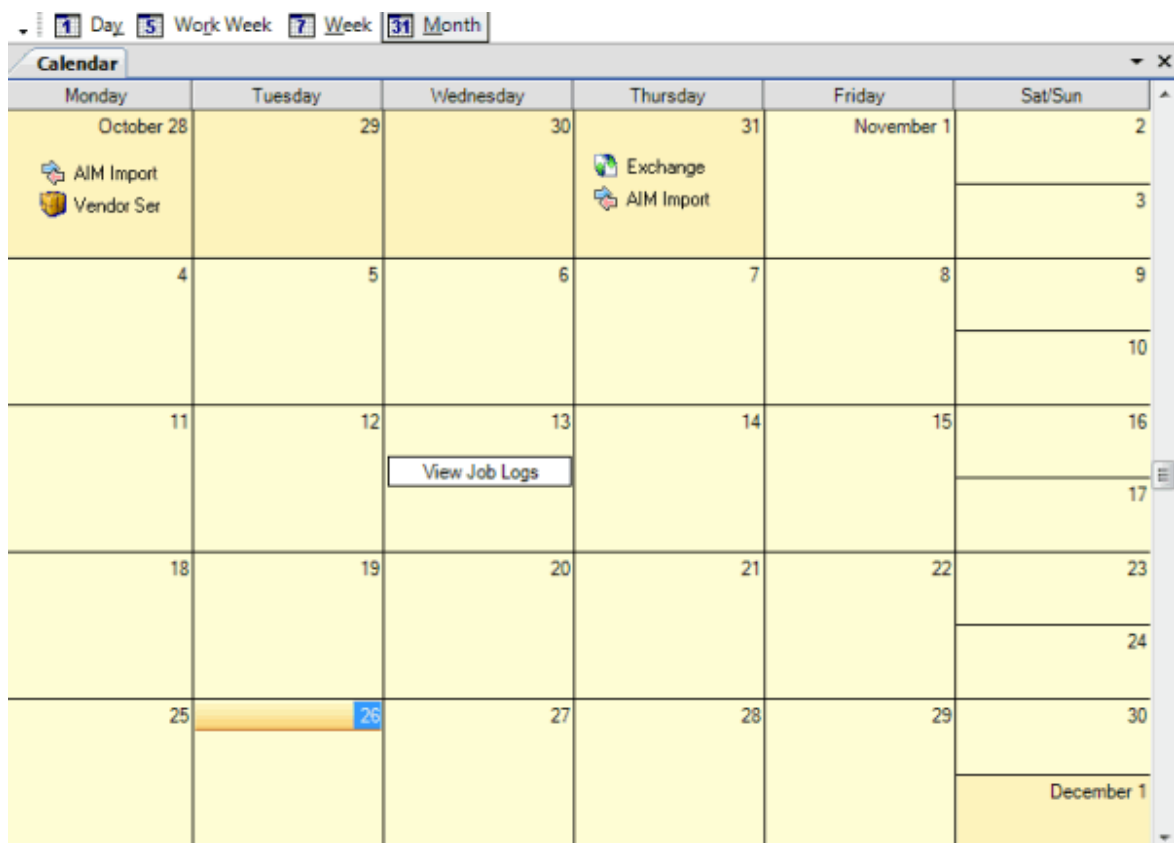 1 Day 5 Work Week 7 Week 31 Month
Calendar
Monday Tuesday Wednesday Thursday Friday Sat/Sun
October 28 29 30 31 November 1 2
AIM Import Exchange
Vendor Ser AIM Import
3
4 5 6 7 8 9
10
11 12 13 14 15 16
View Job Logs
17
18 19 20 21 22 23
24
25 26 27 28 29 30
December 1